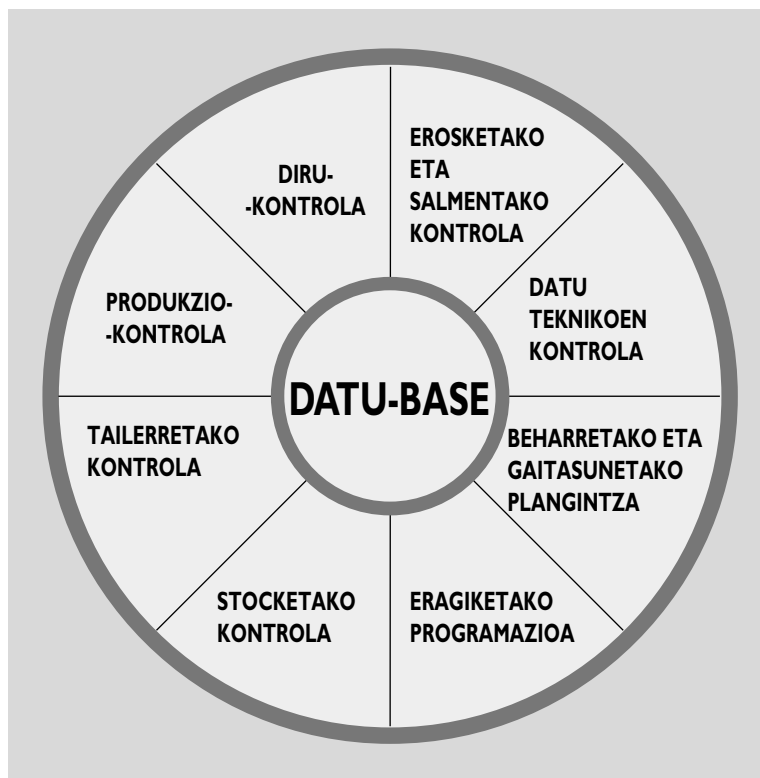 DIRU-
-KONTROLA
EROSKETAKO
ETA
SALMENTAKO
KONTROLA
PRODUKZIO-
-KONTROLA
DATU
TEKNIKOEN
KONTROLA
DATU-BASE
TAILERRETAKO
KONTROLA
BEHARRETAKO ETA
GAITASUNETAKO
PLANGINTZA
STOCKETAKO
KONTROLA
ERAGIKETAKO
PROGRAMAZIOA